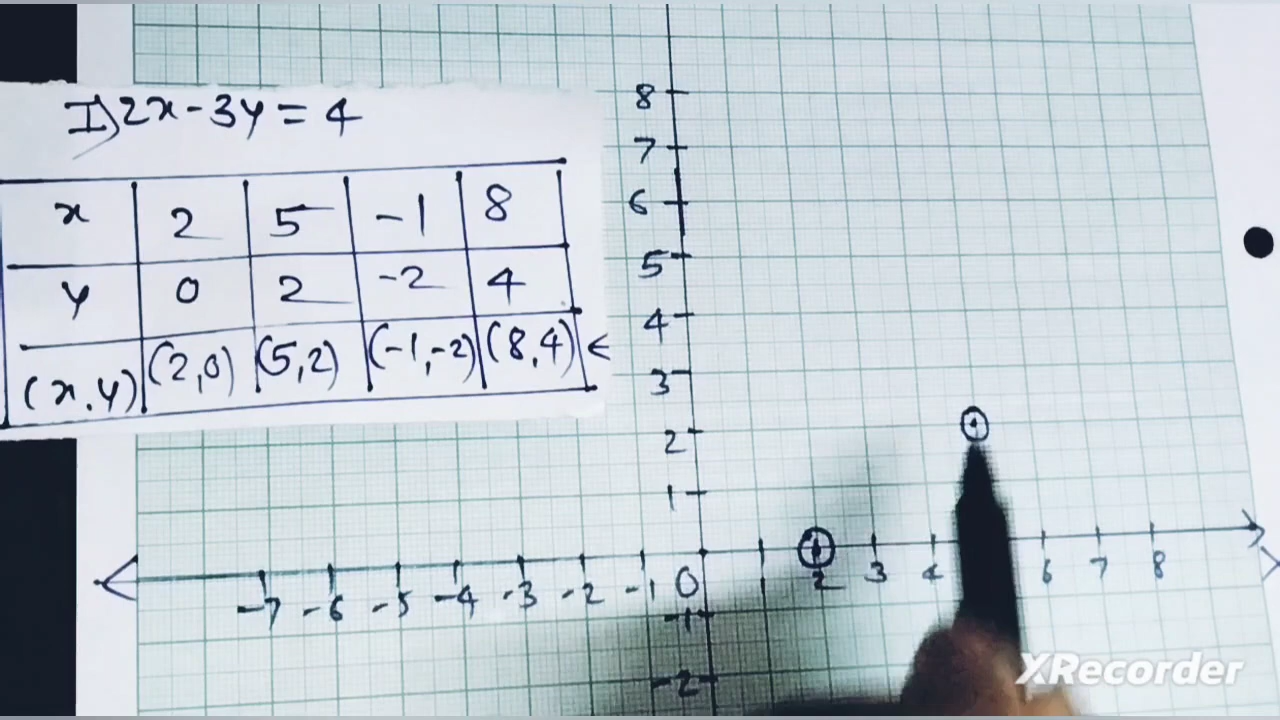 I) 2x - 3y = 4
x 2 5 -1 8
y 0 2 -2 4
(x,y) (2,0) (5,2) (-1,-2) (8,4) <
8
7
6
5
4
3
2
1
-7 -6 -5 -4 -3 -2 -1 0 1 2 3 4 6 7 8
-1
-2
XRecorder